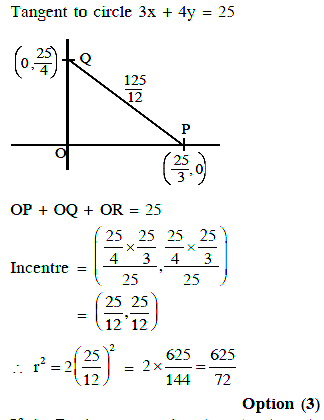 Tangent to circle 3x + 4y = 25
(0, 25/4) Q
125/12
P
O
(25/3, 0)
OP + OQ + OR = 25
Incentre = ((25/4 × 25/3)/25, (25/4 × 25/3)/25)
= (25/12, 25/12)
∴ r² = 2(25/12)² = 2 × 625/144 = 625/72
Option (3)